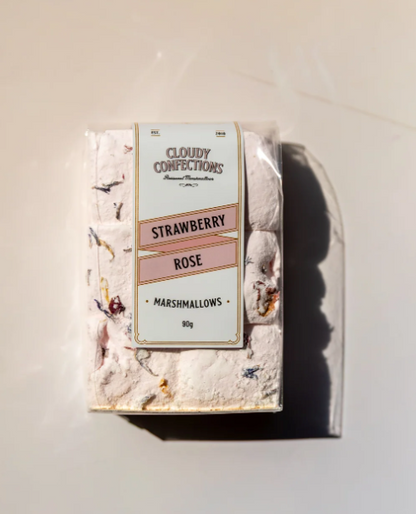 CLOUDY
CONFECTIONS
STRAWBERRY
ROSE
MARSHMALLOWS
90g